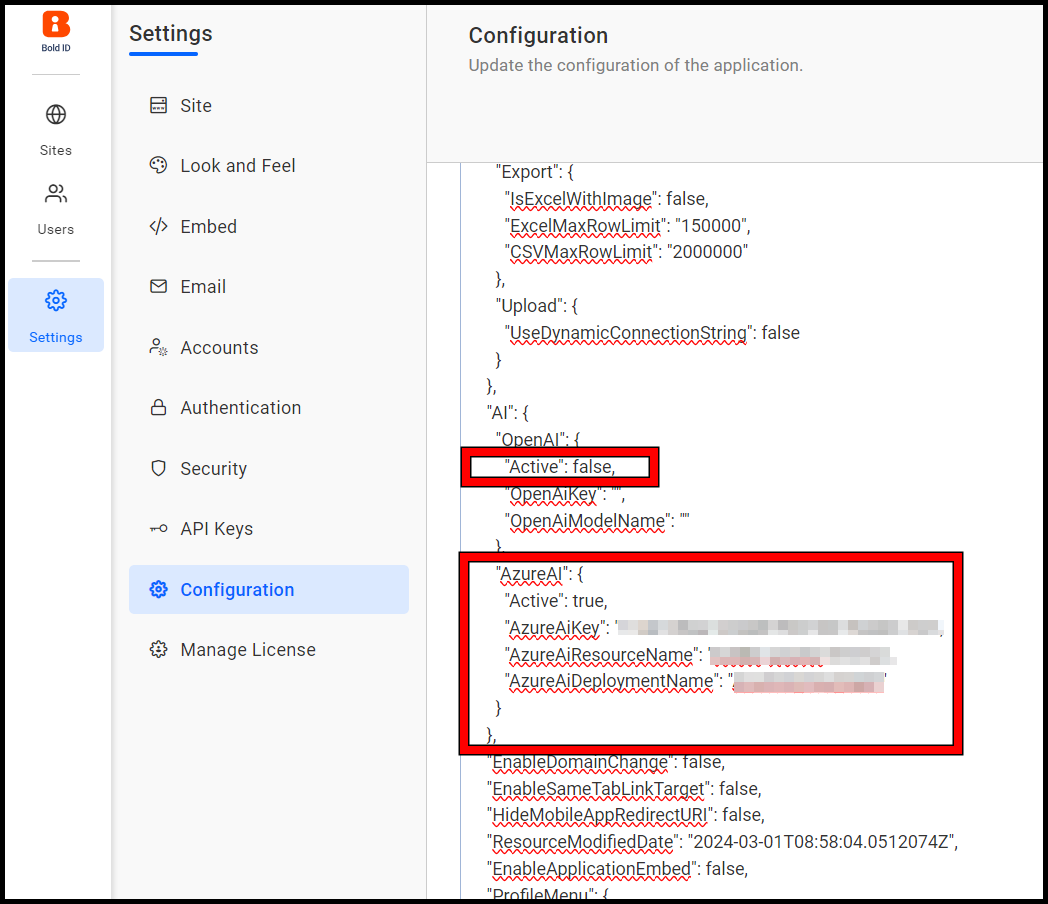 Bold ID
Sites
Users
Settings
Settings
Site
Look and Feel
Embed
Email
Accounts
Authentication
Security
API Keys
Configuration
Manage License
Configuration
Update the configuration of the application.
"Export": {
"IsExcelWithImage": false,
"ExcelMaxRowLimit": "150000",
"CSVMaxRowLimit": "2000000"
},
"Upload": {
"UseDynamicConnectionString": false
}
},
"AI": {
"OpenAI": {
"Active": false,
"OpenAiKey": "",
"OpenAiModelName": ""
},
"AzureAI": {
"Active": true,
"AzureAiKey": "
"AzureAiResourceName": "
"AzureAiDeploymentName": "
}
},
"EnableDomainChange": false,
"EnableSameTabLinkTarget": false,
"HideMobileAppRedirectURI": false,
"ResourceModifiedDate": "2024-03-01T08:58:04.0512074Z",
"EnableApplicationEmbed": false,
"ProfileMenu": {